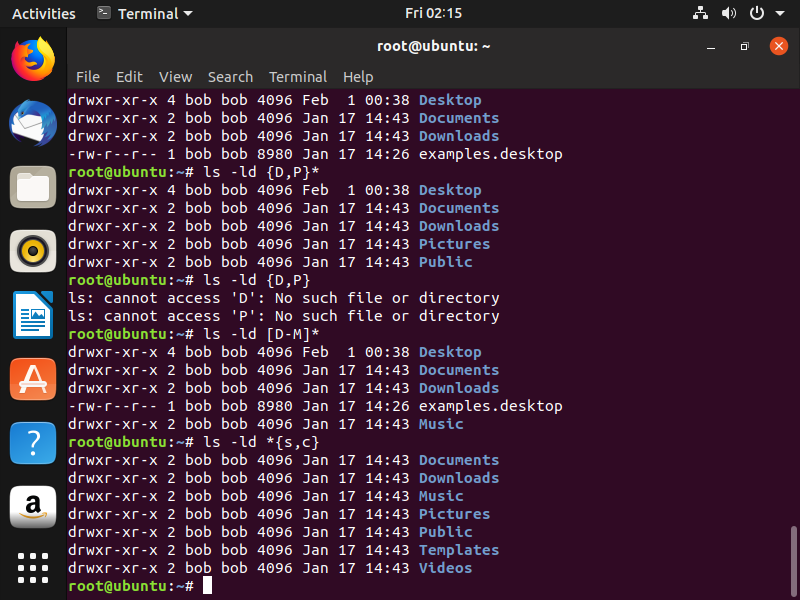 Activities Terminal Fri 02:15
root@ubuntu: ~
File Edit View Search Terminal Help
drwxr-xr-x 4 bob bob 4096 Feb  1 00:38 Desktop
drwxr-xr-x 2 bob bob 4096 Jan 17 14:43 Documents
drwxr-xr-x 2 bob bob 4096 Jan 17 14:43 Downloads
-rw-r--r-- 1 bob bob 8980 Jan 17 14:26 examples.desktop
root@ubuntu:~# ls -ld {D,P}*
drwxr-xr-x 4 bob bob 4096 Feb  1 00:38 Desktop
drwxr-xr-x 2 bob bob 4096 Jan 17 14:43 Documents
drwxr-xr-x 2 bob bob 4096 Jan 17 14:43 Downloads
drwxr-xr-x 2 bob bob 4096 Jan 17 14:43 Pictures
drwxr-xr-x 2 bob bob 4096 Jan 17 14:43 Public
root@ubuntu:~# ls -ld {D,P}
ls: cannot access 'D': No such file or directory
ls: cannot access 'P': No such file or directory
root@ubuntu:~# ls -ld [D-M]*
drwxr-xr-x 4 bob bob 4096 Feb  1 00:38 Desktop
drwxr-xr-x 2 bob bob 4096 Jan 17 14:43 Documents
drwxr-xr-x 2 bob bob 4096 Jan 17 14:43 Downloads
-rw-r--r-- 1 bob bob 8980 Jan 17 14:26 examples.desktop
drwxr-xr-x 2 bob bob 4096 Jan 17 14:43 Music
root@ubuntu:~# ls -ld *{s,c}
drwxr-xr-x 2 bob bob 4096 Jan 17 14:43 Documents
drwxr-xr-x 2 bob bob 4096 Jan 17 14:43 Downloads
drwxr-xr-x 2 bob bob 4096 Jan 17 14:43 Music
drwxr-xr-x 2 bob bob 4096 Jan 17 14:43 Pictures
drwxr-xr-x 2 bob bob 4096 Jan 17 14:43 Public
drwxr-xr-x 2 bob bob 4096 Jan 17 14:43 Templates
drwxr-xr-x 2 bob bob 4096 Jan 17 14:43 Videos
root@ubuntu:~#